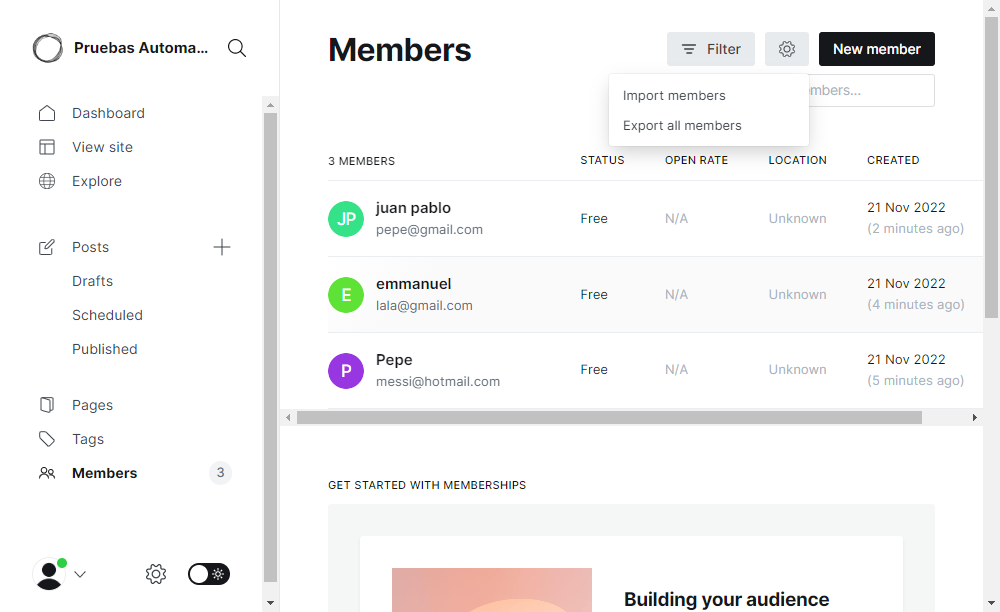 Pruebas Automa...
Dashboard
View site
Explore
Posts
Drafts
Scheduled
Published
Pages
Tags
Members
3
Members
Filter
New member
Import members
Export all members
mbers...
3 MEMBERS
STATUS
OPEN RATE
LOCATION
CREATED
JP
juan pablo
pepe@gmail.com
Free
N/A
Unknown
21 Nov 2022
(2 minutes ago)
E
emmanuel
lala@gmail.com
Free
N/A
Unknown
21 Nov 2022
(4 minutes ago)
P
Pepe
messi@hotmail.com
Free
N/A
Unknown
21 Nov 2022
(5 minutes ago)
GET STARTED WITH MEMBERSHIPS
Building your audience